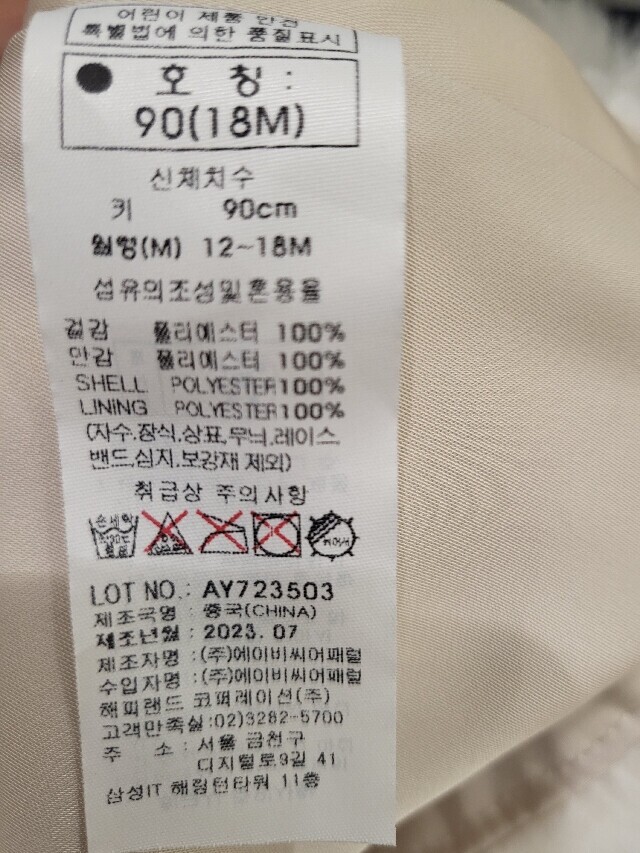 어린이 제품 안전
특별법에 의한 품질표시
호 칭 :
90(18M)
신체치수
키 90cm
월령(M) 12~18M
섬유의조성및혼용율
겉감 폴리에스터 100%
안감 폴리에스터 100%
SHELL POLYESTER100%
LINING POLYESTER100%
(자수.장식.상표.무늬.레이스.
밴드.심지.보강재 제외)
취급상 주의사항
손세탁
LOT NO.: AY723503
제조국명 : 중국(CHINA)
제조년월 : 2023. 07
제조자명 :(주)에이비씨어패럴
수입자명 :(주)에이비씨어패럴
해피랜드 코퍼레이션(주)
고객만족실:02)3282-5700
주 소 : 서울 금천구
디지털로9길 41
삼성IT 해링턴타워 11층